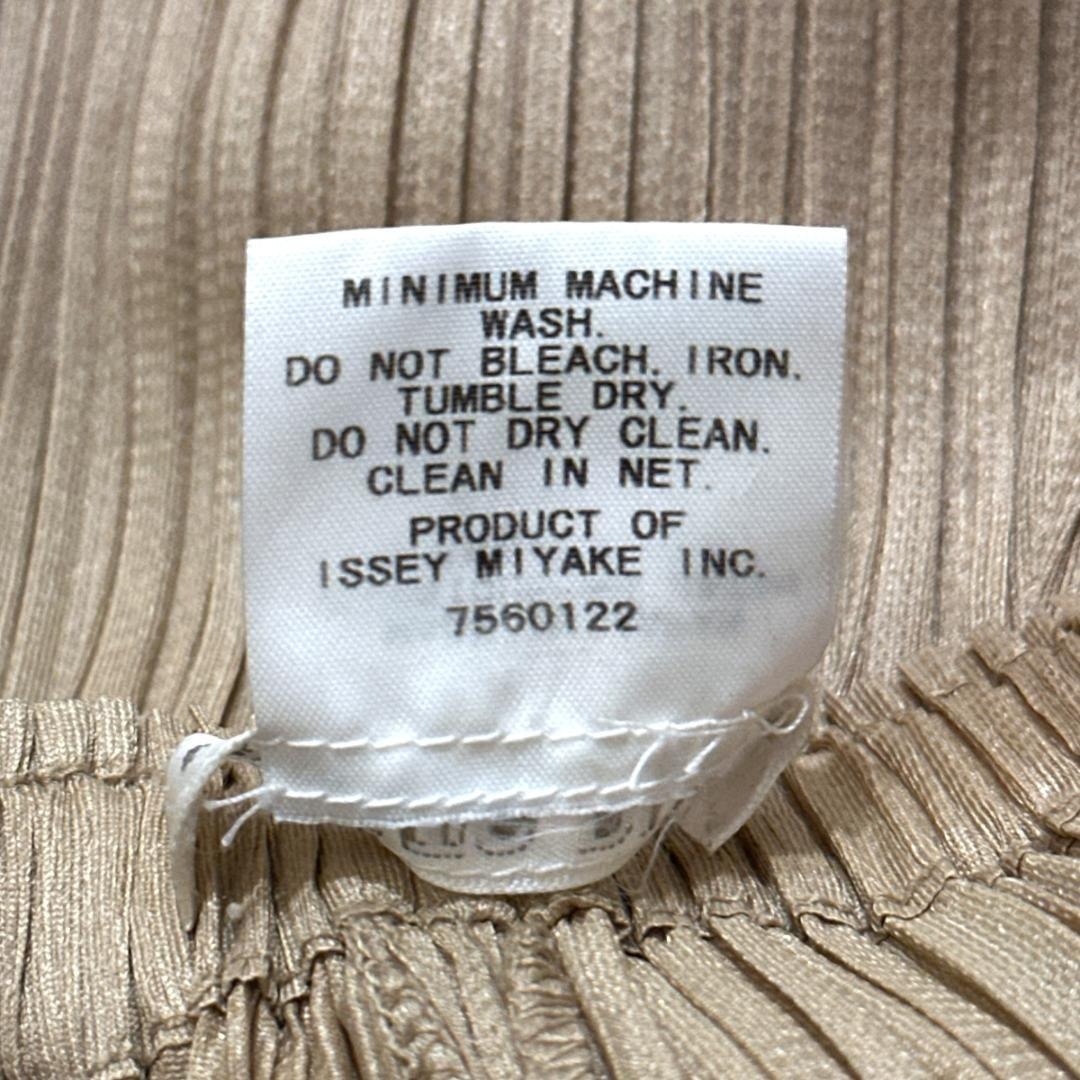 MINIMUM MACHINE
WASH.
DO NOT BLEACH. IRON.
TUMBLE DRY.
DO NOT DRY CLEAN.
CLEAN IN NET.
PRODUCT OF
ISSEY MIYAKE INC.
7560122